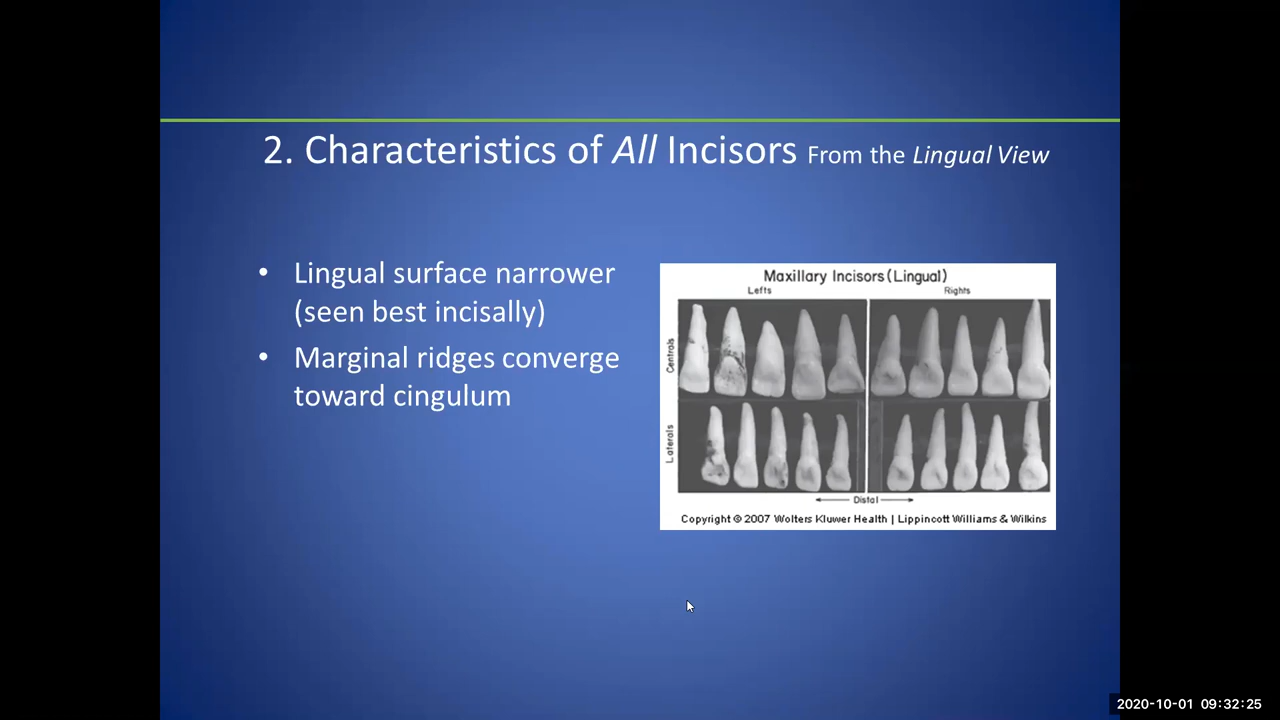 2. Characteristics of All Incisors From the Lingual View
• Lingual surface narrower
(seen best incisally)
• Marginal ridges converge
toward cingulum
Maxillary Incisors (Lingual)
Lefts
Rights
Centrals
Laterals
Distal
Copyright © 2007 Wolters Kluwer Health | Lippincott Williams & Wilkins
2020-10-01 09:32:25